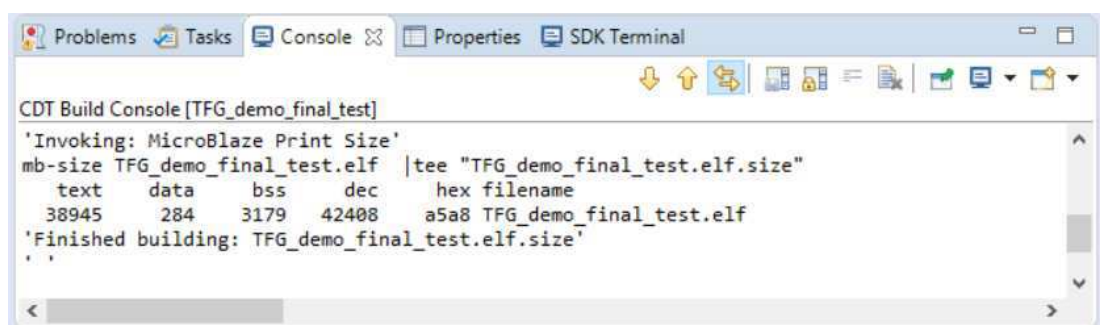 Problems Tasks Console Properties SDK Terminal
CDT Build Console [TFG_demo_final_test]
'Invoking: MicroBlaze Print Size'
mb-size TFG_demo_final_test.elf  |tee "TFG_demo_final_test.elf.size"
   text    data     bss     dec     hex filename
  38945     284    3179   42408    a5a8 TFG_demo_final_test.elf
'Finished building: TFG_demo_final_test.elf.size'
' '